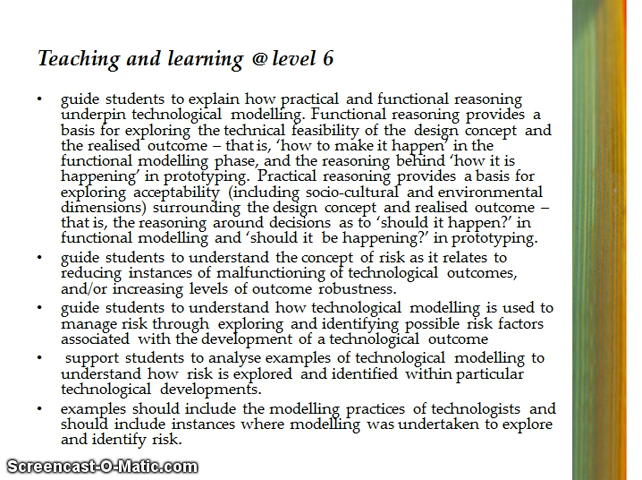 Teaching and learning @ level 6
• guide students to explain how practical and functional reasoning
underpin technological modelling. Functional reasoning provides a
basis for exploring the technical feasibility of the design concept and
the realised outcome – that is, ‘how to make it happen’ in the
functional modelling phase, and the reasoning behind ‘how it is
happening’ in prototyping. Practical reasoning provides a basis for
exploring acceptability (including socio-cultural and environmental
dimensions) surrounding the design concept and realised outcome –
that is, the reasoning around decisions as to ‘should it happen?’ in
functional modelling and ‘should it be happening?’ in prototyping.
• guide students to understand the concept of risk as it relates to
reducing instances of malfunctioning of technological outcomes,
and/or increasing levels of outcome robustness.
• guide students to understand how technological modelling is used to
manage risk through exploring and identifying possible risk factors
associated with the development of a technological outcome
• support students to analyse examples of technological modelling to
understand how risk is explored and identified within particular
technological developments.
• examples should include the modelling practices of technologists and
should include instances where modelling was undertaken to explore
and identify risk.
Screencast-O-Matic.com